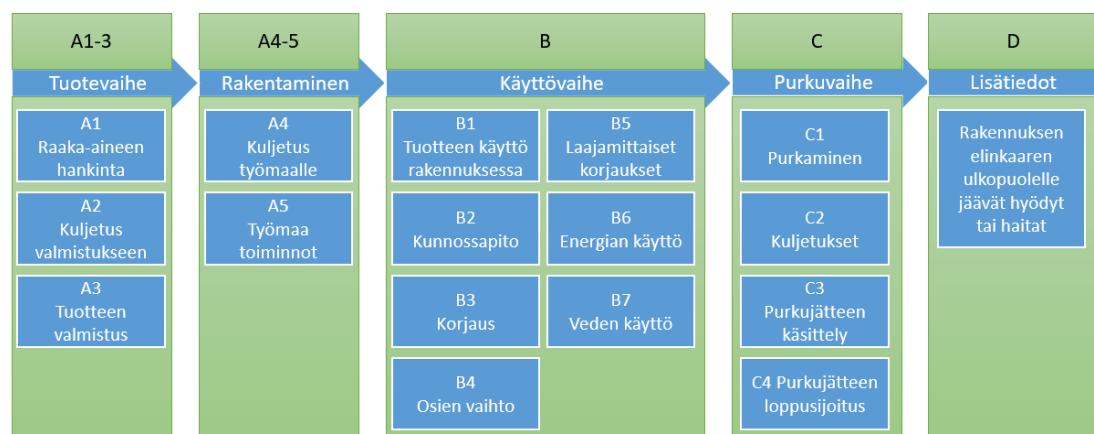 A1-3
Tuotevaihe
A1
Raaka-aineen
hankinta
A2
Kuljetus
valmistukseen
A3
Tuotteen
valmistus
A4-5
Rakentaminen
A4
Kuljetus
työmaalle
A5
Työmaa
toiminnot
B
Käyttövaihe
B1
Tuotteen käyttö
rakennuksessa
B2
Kunnossapito
B3
Korjaus
B4
Osien vaihto
B5
Laajamittaiset
korjaukset
B6
Energian käyttö
B7
Veden käyttö
C
Purkuvaihe
C1
Purkaminen
C2
Kuljetukset
C3
Purkujätteen
käsittely
C4 Purkujätteen
loppusijoitus
D
Lisätiedot
Rakennuksen
elinkaaren
ulkopuolelle
jäävät hyödyt
tai haitat